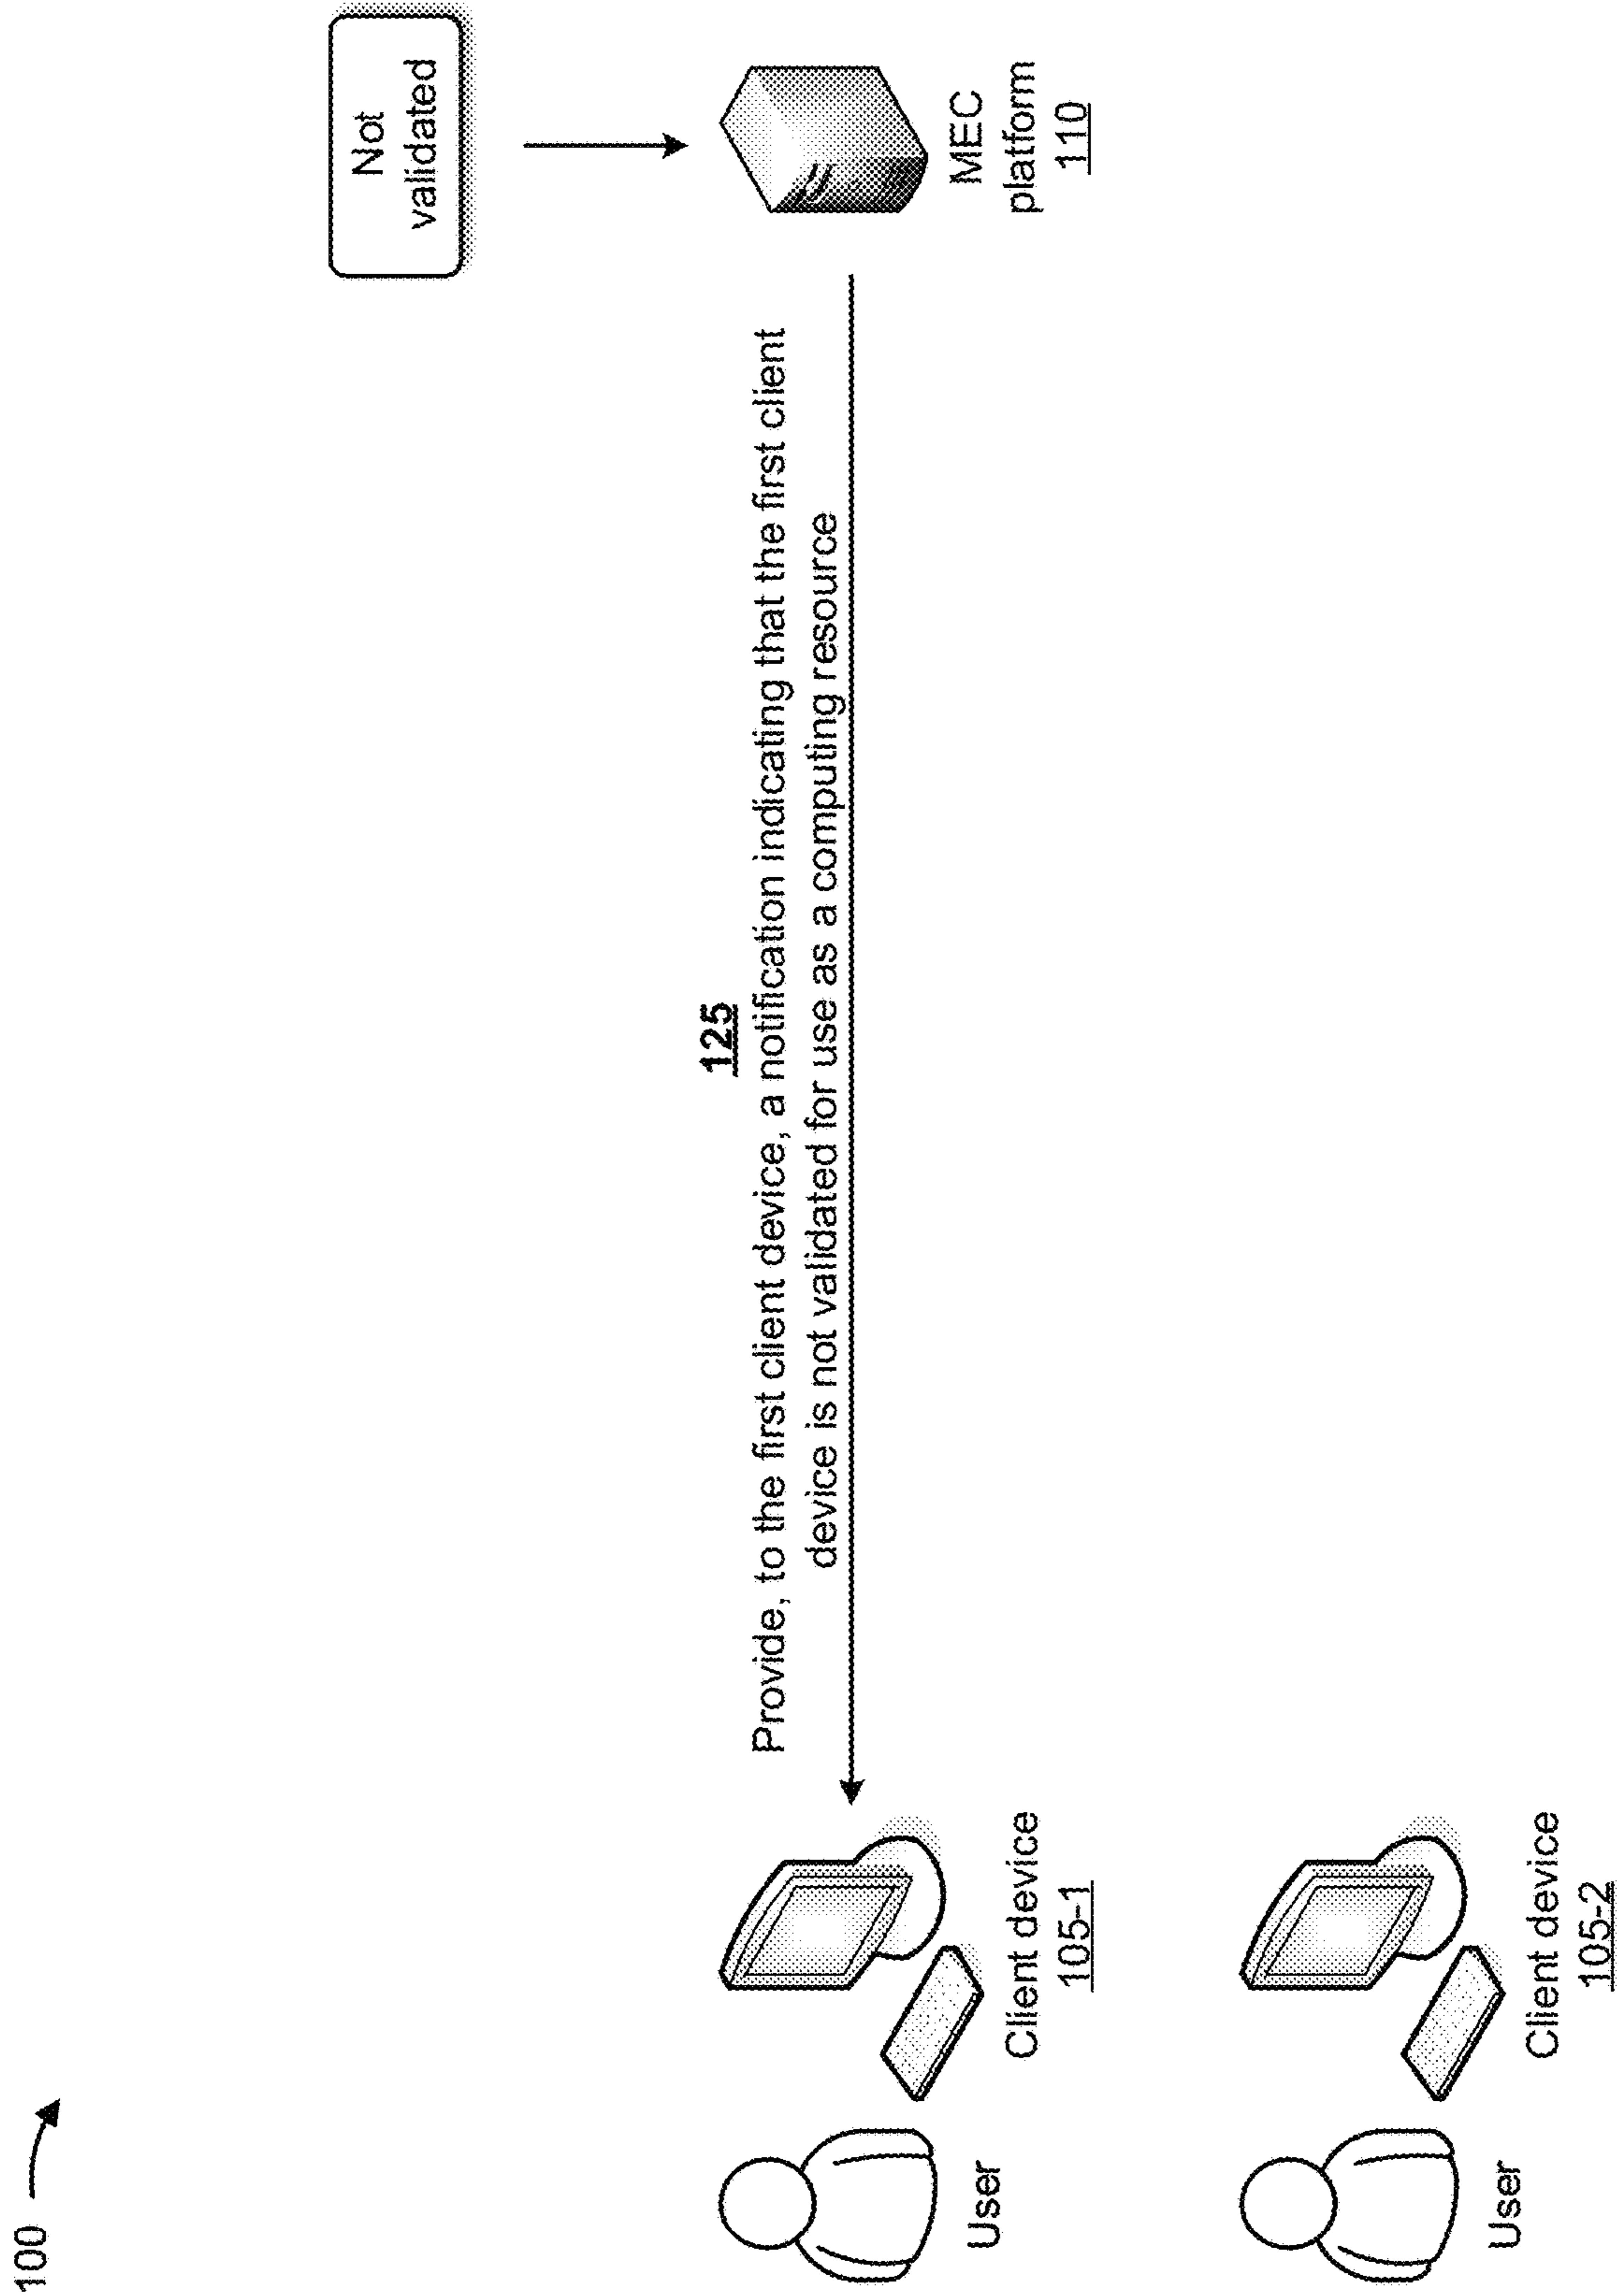 100
Not
validated
125
Provide, to the first client device, a notification indicating that the first client
device is not validated for use as a computing resource
MEC
platform
110
User
Client device
105-1
User
Client device
105-2